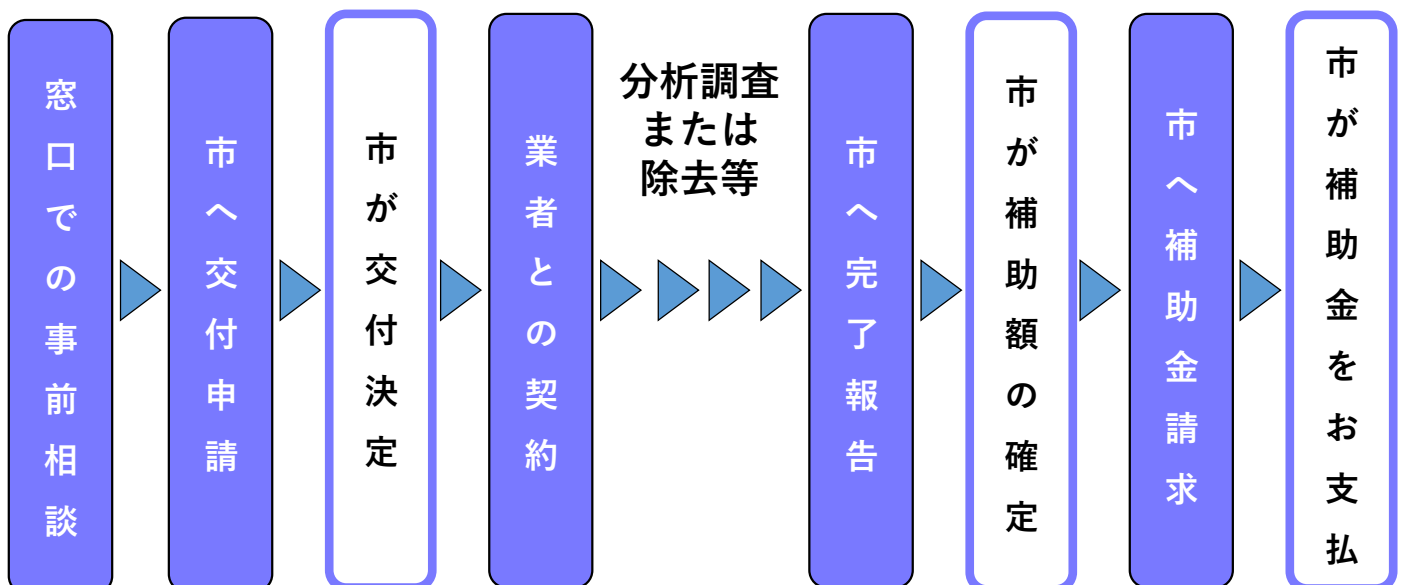 窓口での事前相談
市へ交付申請
市が交付決定
業者との契約
分析調査
または
除去等
市へ完了報告
市が補助額の確定
市へ補助金請求
市が補助金をお支払